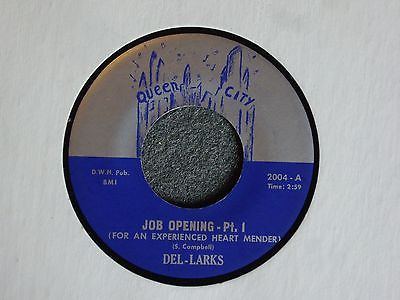 QUEEN CITY
D.W.N. Pub.
BMI
2004-A
Time: 2:59
JOB OPENING - Pt. 1
(FOR AN EXPERIENCED HEART MENDER)
(S. Campbell)
DEL-LARKS